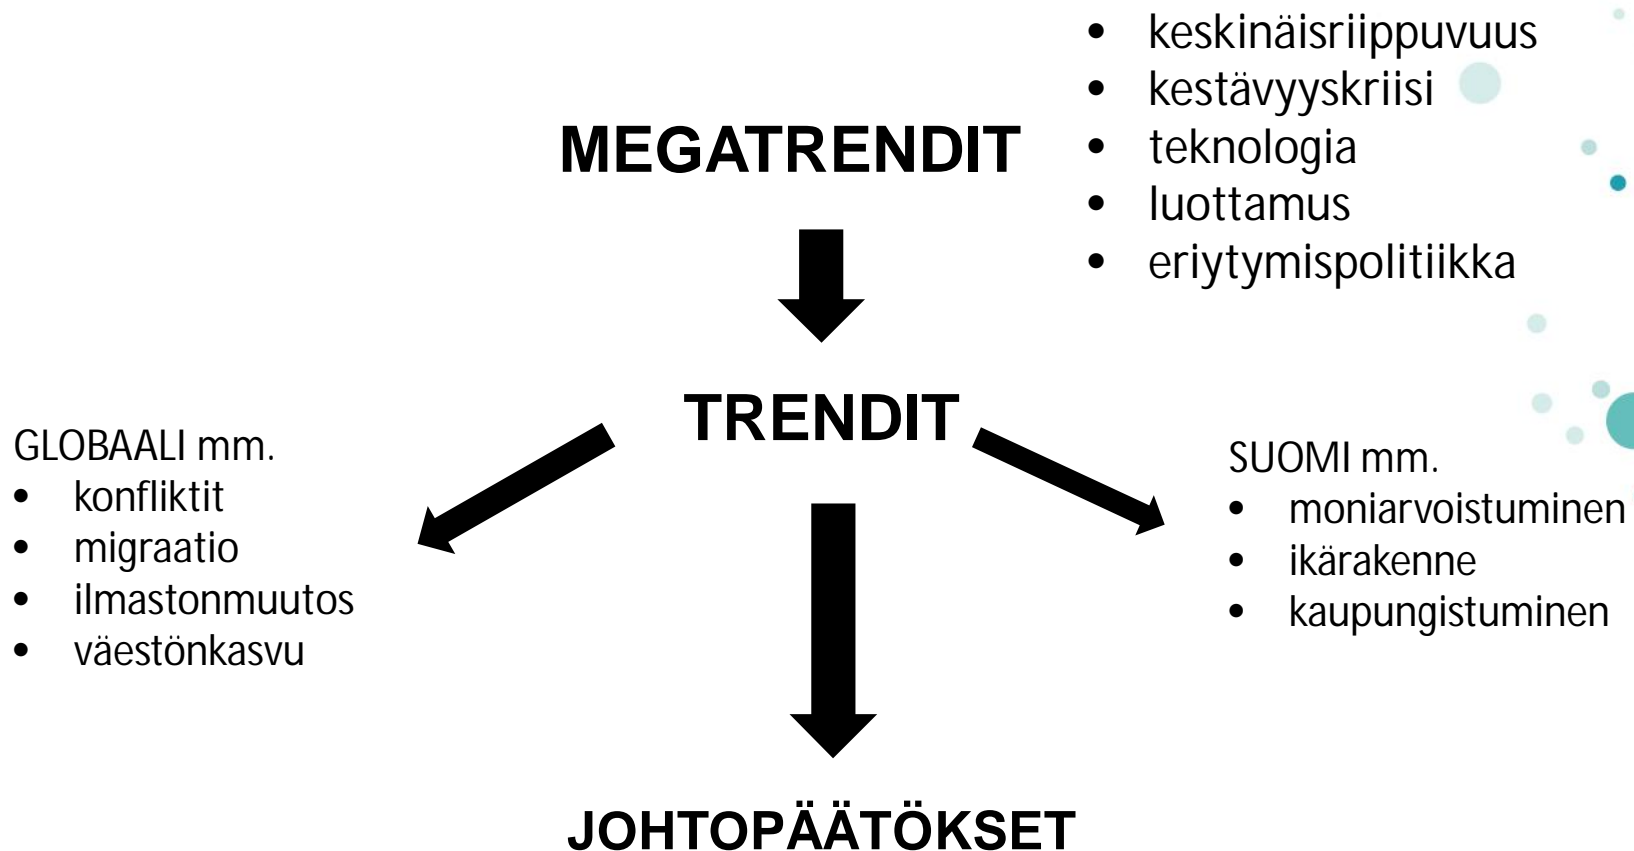 MEGATRENDIT
• keskinäisriippuvuus
• kestävyyskriisi
• teknologia
• luottamus
• eriytymispolitiikka
TRENDIT
GLOBAALI mm.
• konfliktit
• migraatio
• ilmastonmuutos
• väestönkasvu
SUOMI mm.
• moniarvoistuminen
• ikärakenne
• kaupungistuminen
JOHTOPÄÄTÖKSET